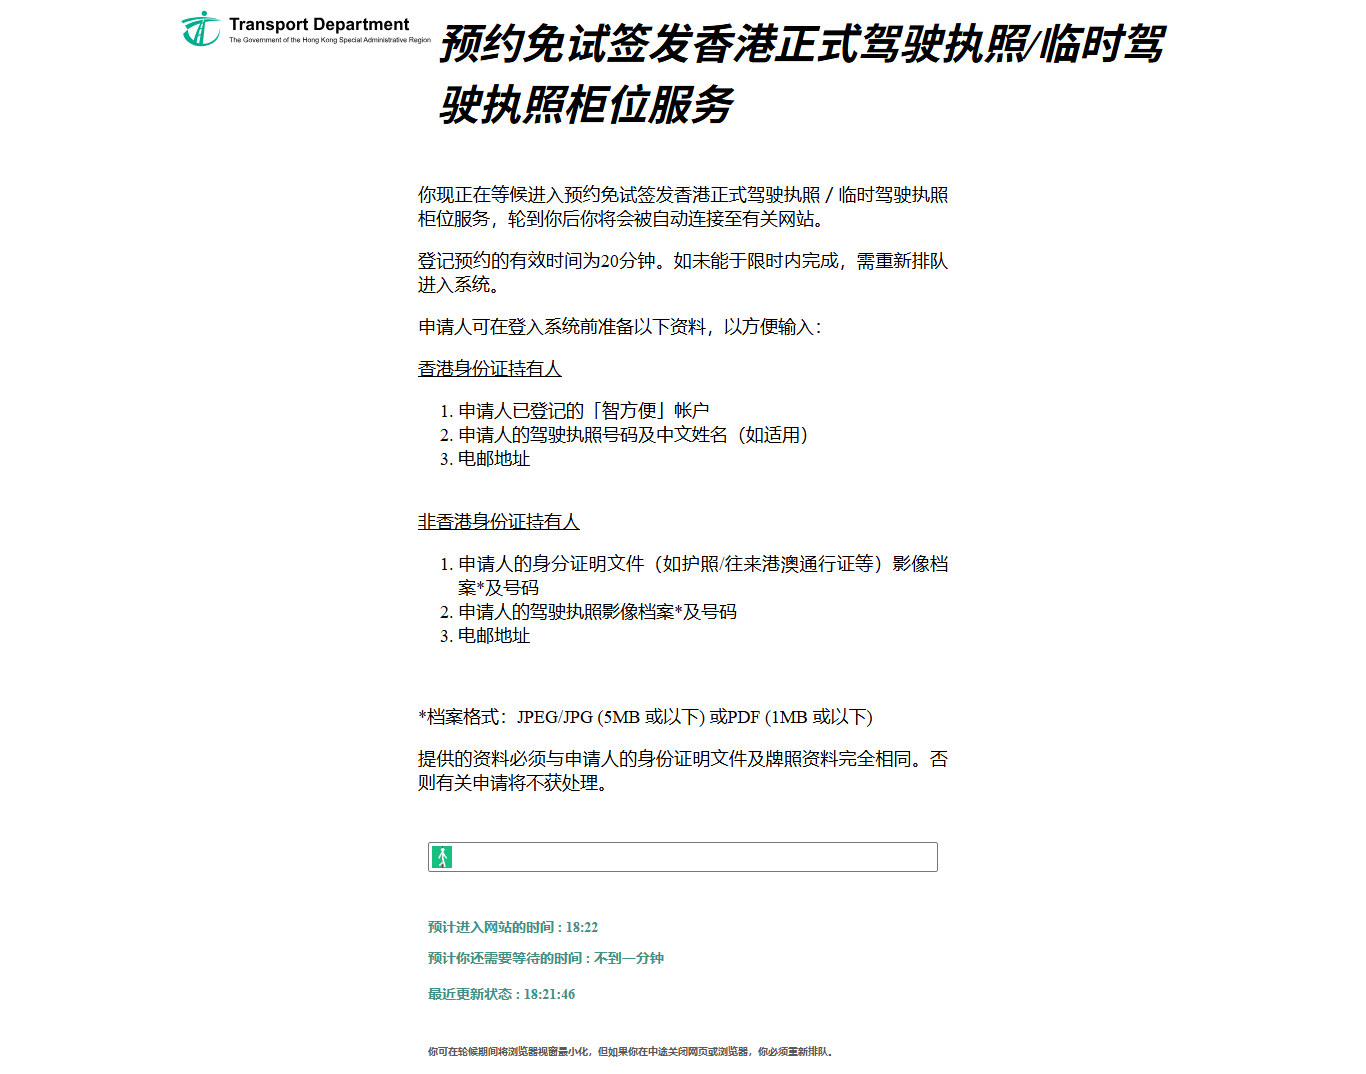 Transport Department
The Government of the Hong Kong Special Administrative Region
预约免试签发香港正式驾驶执照/临时驾
驶执照柜位服务
你现正在等候进入预约免试签发香港正式驾驶执照 / 临时驾驶执照
柜位服务，轮到你后你将会被自动连接至有关网站。
登记预约的有效时间为20分钟。如未能于限时内完成，需重新排队
进入系统。
申请人可在登入系统前准备以下资料，以方便输入：
香港身份证持有人
1. 申请人已登记的「智方便」帐户
2. 申请人的驾驶执照号码及中文姓名（如适用）
3. 电邮地址
非香港身份证持有人
1. 申请人的身分证明文件（如护照/往来港澳通行证等）影像档
案*及号码
2. 申请人的驾驶执照影像档案*及号码
3. 电邮地址
*档案格式：JPEG/JPG (5MB 或以下) 或PDF (1MB 或以下)
提供的资料必须与申请人的身份证明文件及牌照资料完全相同。否
则有关申请将不获处理。
预计进入网站的时间 : 18:22
预计你还需要等待的时间 : 不到一分钟
最近更新状态 : 18:21:46
你可在轮候期间将浏览器视窗最小化，但如果你在中途关闭网页或浏览器，你必须重新排队。